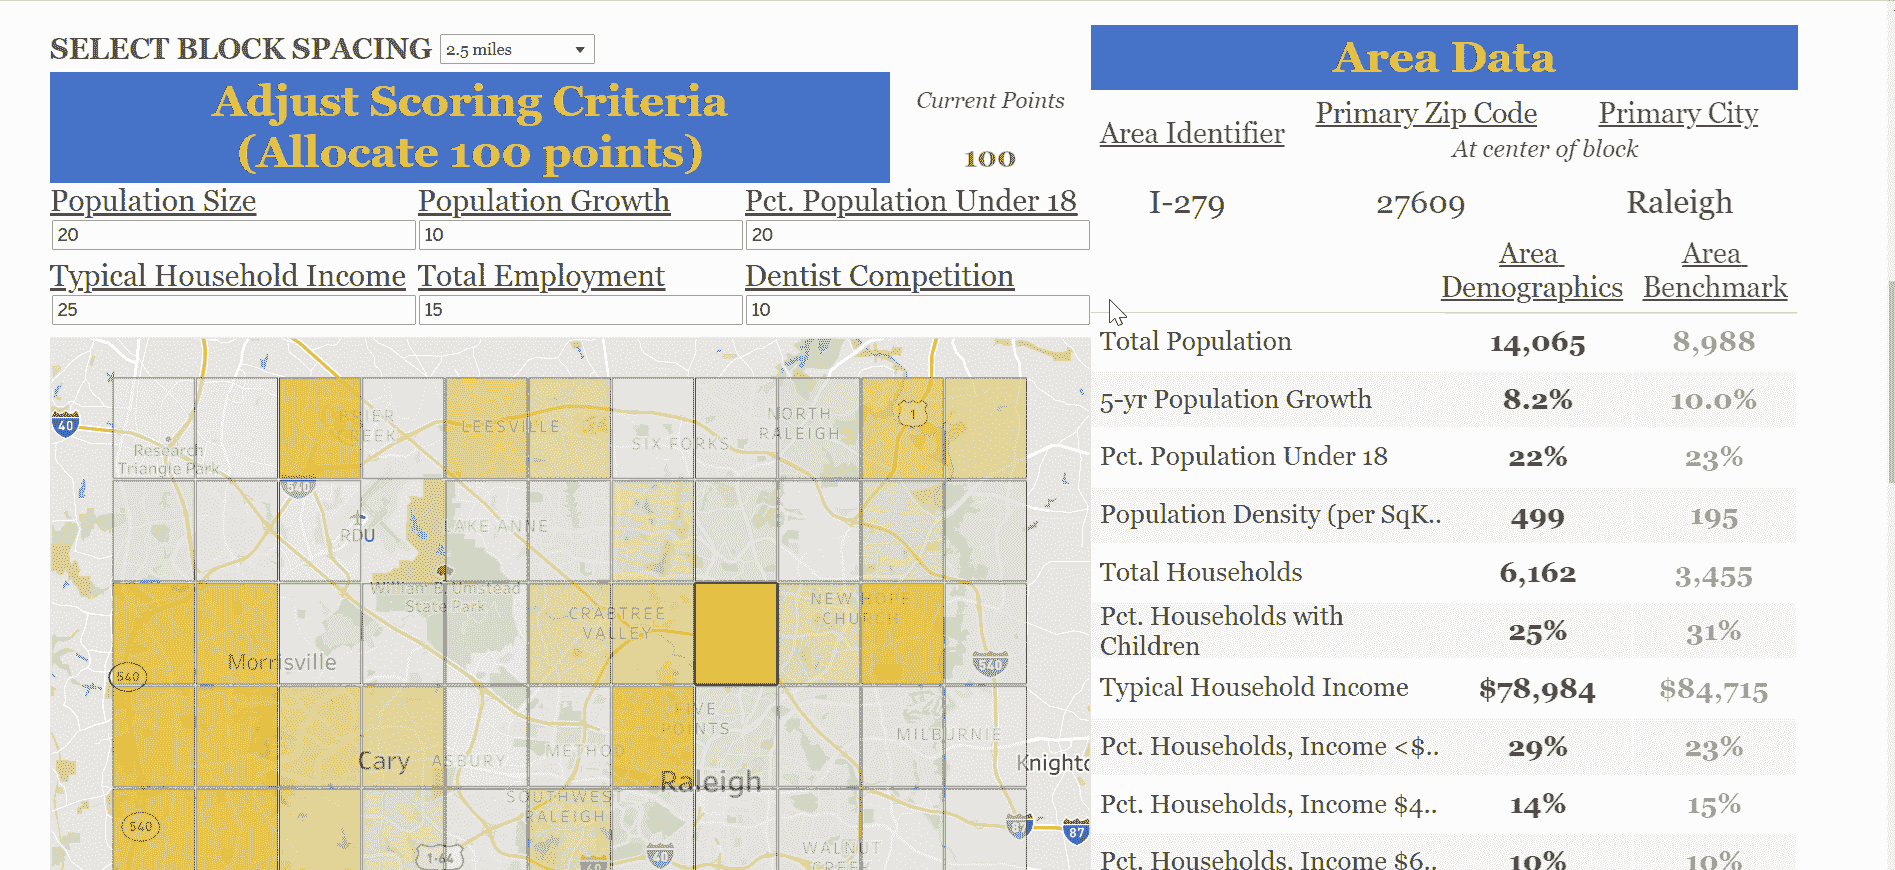 SELECT BLOCK SPACING 2.5 miles
Adjust Scoring Criteria
(Allocate 100 points)
Current Points
100
Population Size Population Growth Pct. Population Under 18
20 10 20
Typical Household Income Total Employment Dentist Competition
25 15 10
Area Data
Area Identifier Primary Zip Code Primary City
At center of block
I-279 27609 Raleigh
Area Demographics Area Benchmark
Total Population 14,065 8,988
5-yr Population Growth 8.2% 10.0%
Pct. Population Under 18 22% 23%
Population Density (per SqK.. 499 195
Total Households 6,162 3,455
Pct. Households with
Children 25% 31%
Typical Household Income $78,984 $84,715
Pct. Households, Income <$.. 29% 23%
Pct. Households, Income $4.. 14% 15%
Pct. Households, Income $6.. 10% 10%
40
BRIER
CREEK
LEESVILLE
SIX FORKS
NORTH
RALEIGH
1
Research
Triangle Park
540
RDU
LAKE ANNE
William B. Umstead
State Park
CRABTREE
VALLEY
NEW HOPE
CHURCH
540
Morrisville
540
FIVE
POINTS
MILBURNIE
Cary
ASBURY
METHOD
Raleigh
Knightd
SOUTHWEST
RALEIGH
540
1-64
40
40
87
87
WALNUT
CREEK